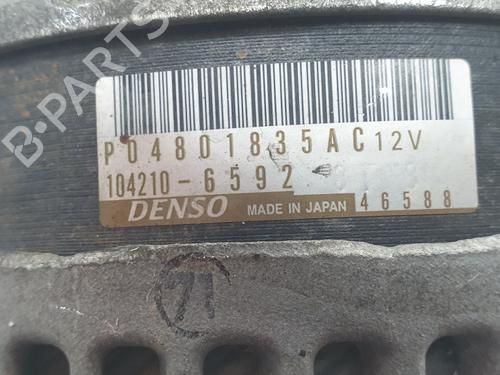 B-PARTS
P04801835AC 12V
104210-6592
DENSO MADE IN JAPAN 46588
71